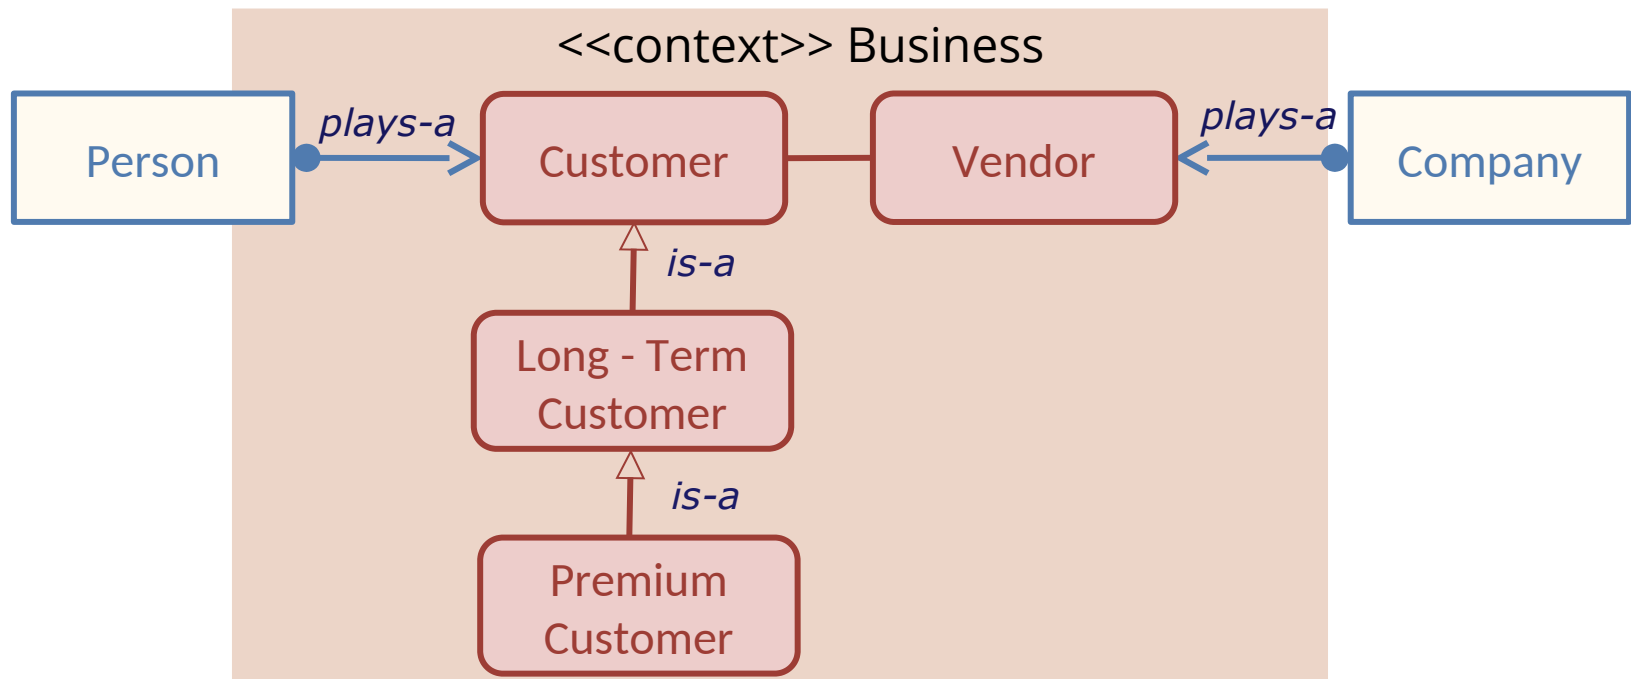 <<context>> Business
Person
plays-a
Customer
Vendor
plays-a
Company
is-a
Long - Term
Customer
is-a
Premium
Customer